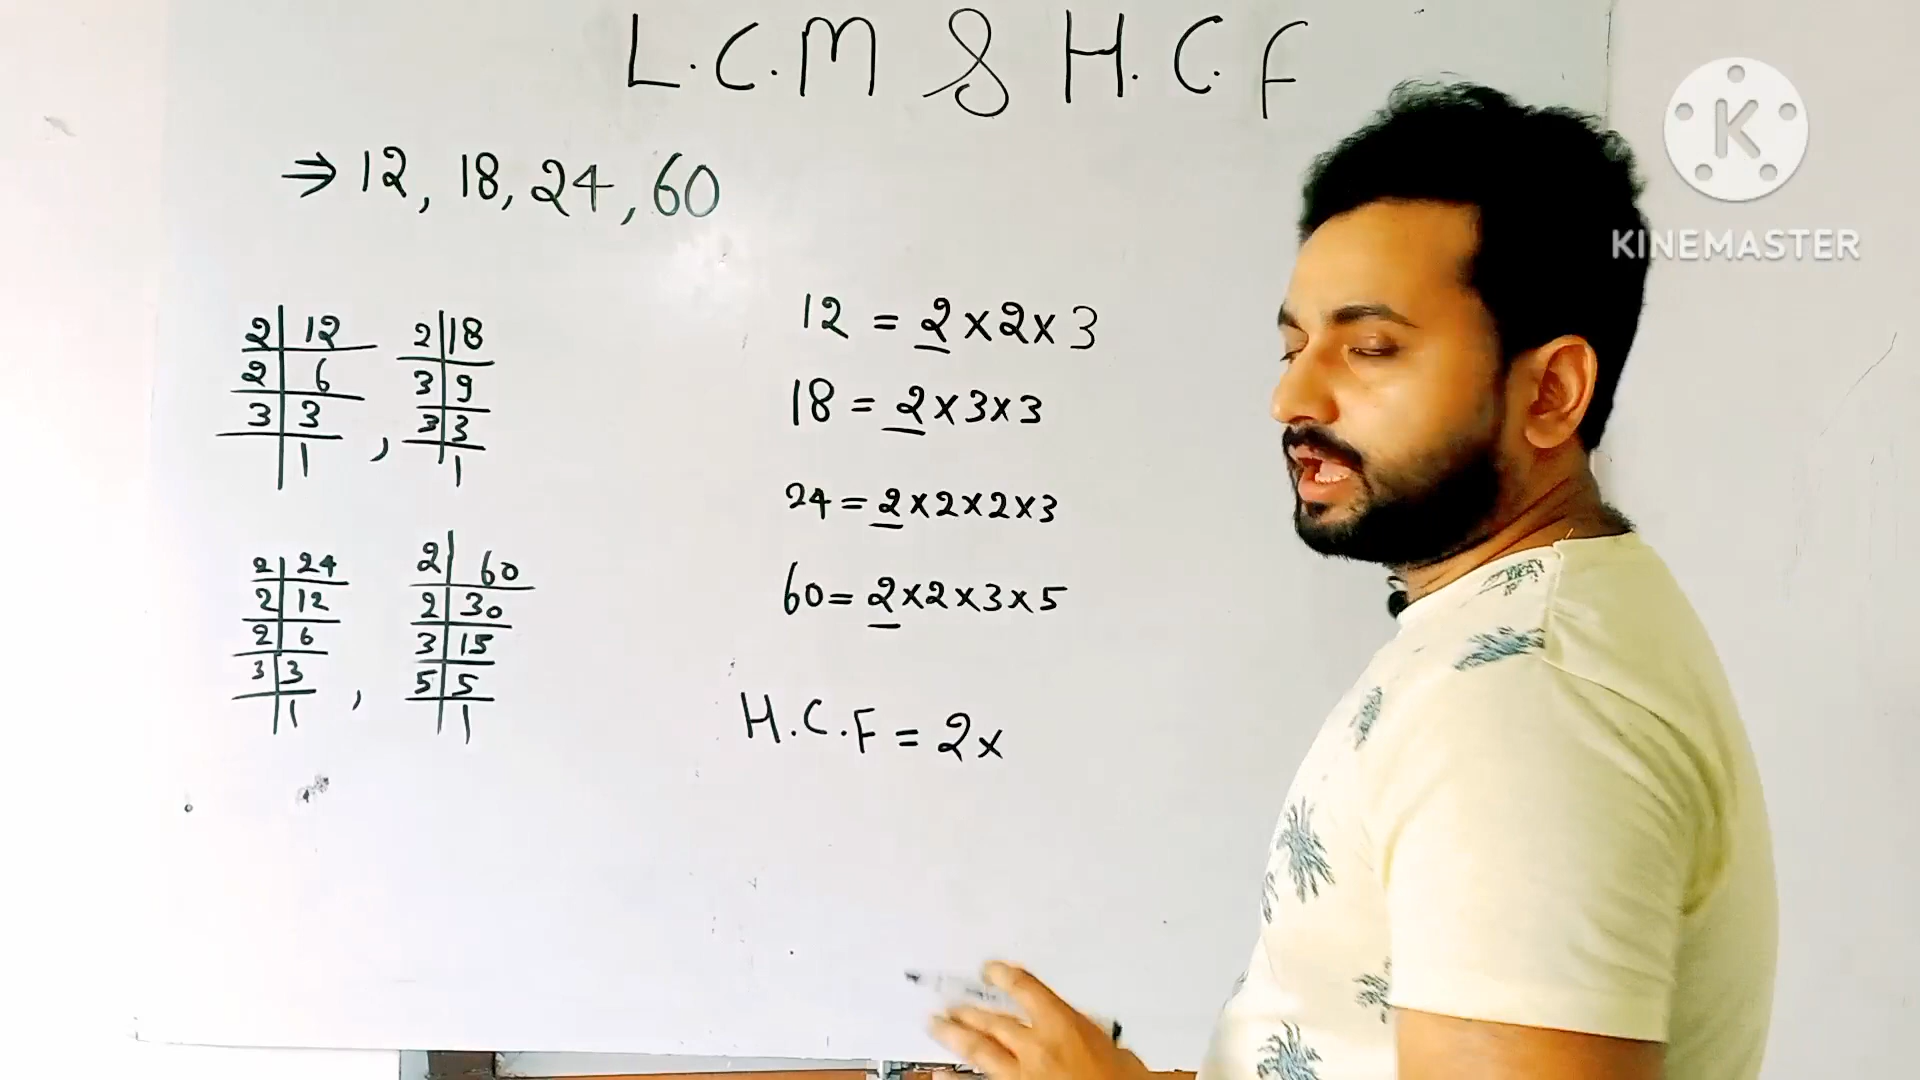 L.C.M & H.C.F
⇒ 12, 18, 24, 60
2 | 12
2 | 6
3 | 3
1 ,
2 | 18
3 | 9
3 | 3
1
2 | 24
2 | 12
2 | 6
3 | 3
1 ,
2 | 60
2 | 30
3 | 15
5 | 5
1
12 = 2 x 2 x 3
18 = 2 x 3 x 3
24 = 2 x 2 x 2 x 3
60 = 2 x 2 x 3 x 5
H.C.F = 2 x
K
KINEMASTER